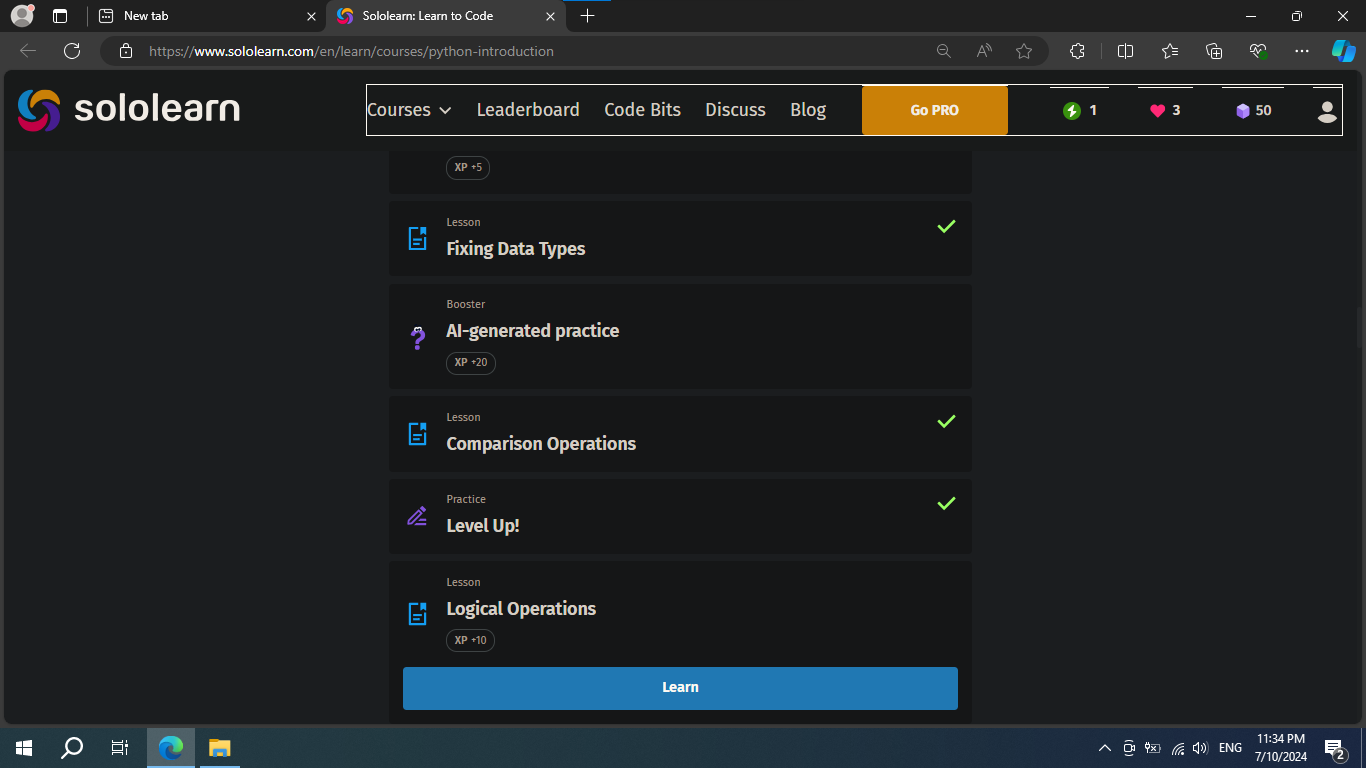 New tab
Sololearn: Learn to Code
https://www.sololearn.com/en/learn/courses/python-introduction
sololearn
Courses Leaderboard Code Bits Discuss Blog Go PRO 1 3 50
XP +5
Lesson
Fixing Data Types
Booster
AI-generated practice
XP +20
Lesson
Comparison Operations
Practice
Level Up!
Lesson
Logical Operations
XP +10
Learn
ENG
11:34 PM
7/10/2024
2